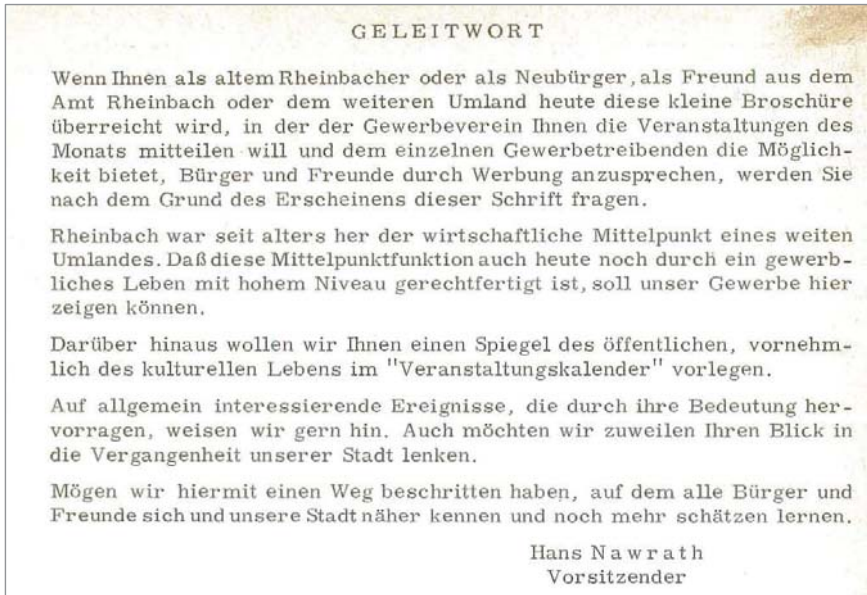 GELEITWORT
Wenn Ihnen als altem Rheinbacher oder als Neubürger, als Freund aus dem
Amt Rheinbach oder dem weiteren Umland heute diese kleine Broschüre
überreicht wird, in der der Gewerbeverein Ihnen die Veranstaltungen des
Monats mitteilen will und dem einzelnen Gewerbetreibenden die Möglich-
keit bietet, Bürger und Freunde durch Werbung anzusprechen, werden Sie
nach dem Grund des Erscheinens dieser Schrift fragen.
Rheinbach war seit alters her der wirtschaftliche Mittelpunkt eines weiten
Umlandes. Daß diese Mittelpunktfunktion auch heute noch durch ein gewerb-
liches Leben mit hohem Niveau gerechtfertigt ist, soll unser Gewerbe hier
zeigen können.
Darüber hinaus wollen wir Ihnen einen Spiegel des öffentlichen, vornehm-
lich des kulturellen Lebens im "Veranstaltungskalender" vorlegen.
Auf allgemein interessierende Ereignisse, die durch ihre Bedeutung her-
vorragen, weisen wir gern hin. Auch möchten wir zuweilen Ihren Blick in
die Vergangenheit unserer Stadt lenken.
Mögen wir hiermit einen Weg beschritten haben, auf dem alle Bürger und
Freunde sich und unsere Stadt näher kennen und noch mehr schätzen lernen.
Hans Nawrath
Vorsitzender